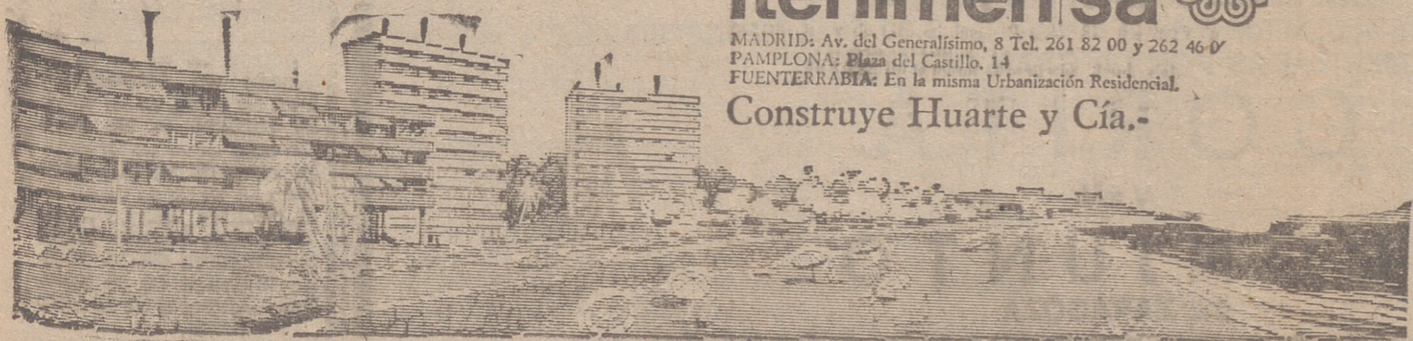 MADRID: Av. del Generalísimo, 8 Tel. 261 82 00 y 262 46 0
PAMPLONA: Plaza del Castillo, 14
FUENTERRABIA: En la misma Urbanización Residencial.
Construye Huarte y Cía.-